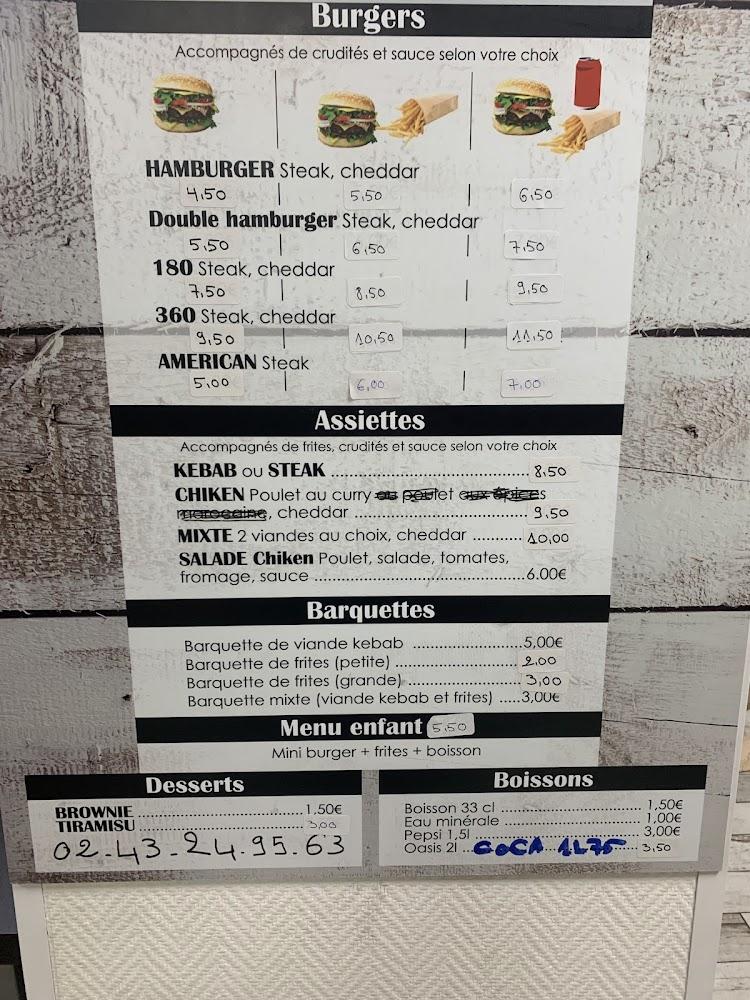 Burgers
Accompagnés de crudités et sauce selon votre choix
HAMBURGER Steak, cheddar
4,50 5,50 6,50
Double hamburger Steak, cheddar
5,50 6,50 7,50
180 Steak, cheddar
7,50 8,50 9,50
360 Steak, cheddar
9,50 10,50 11,50
AMERICAN Steak
5,00 6,00 7,00
Assiettes
Accompagnés de frites, crudités et sauce selon votre choix
KEBAB OU STEAK 8,50
CHIKEN Poulet au curry ou poulet aux épices
marocaine, cheddar 9,50
MIXTE 2 viandes au choix, cheddar 10,00
SALADE Chiken Poulet, salade, tomates,
fromage, sauce 6.00€
Barquettes
Barquette de viande kebab 5,00€
Barquette de frites (petite) 2,00
Barquette de frites (grande) 3,00
Barquette mixte (viande kebab et frites) 3,00€
Menu enfant 5,50
Mini burger + frites + boisson
Desserts
BROWNIE 1,50€
TIRAMISU 3,00
02.43.24.95.63
Boissons
Boisson 33 cl 1,50€
Eau minérale 1,00€
Pepsi 1,5l 3,00€
Oasis 2l COCA 1L75 3,50